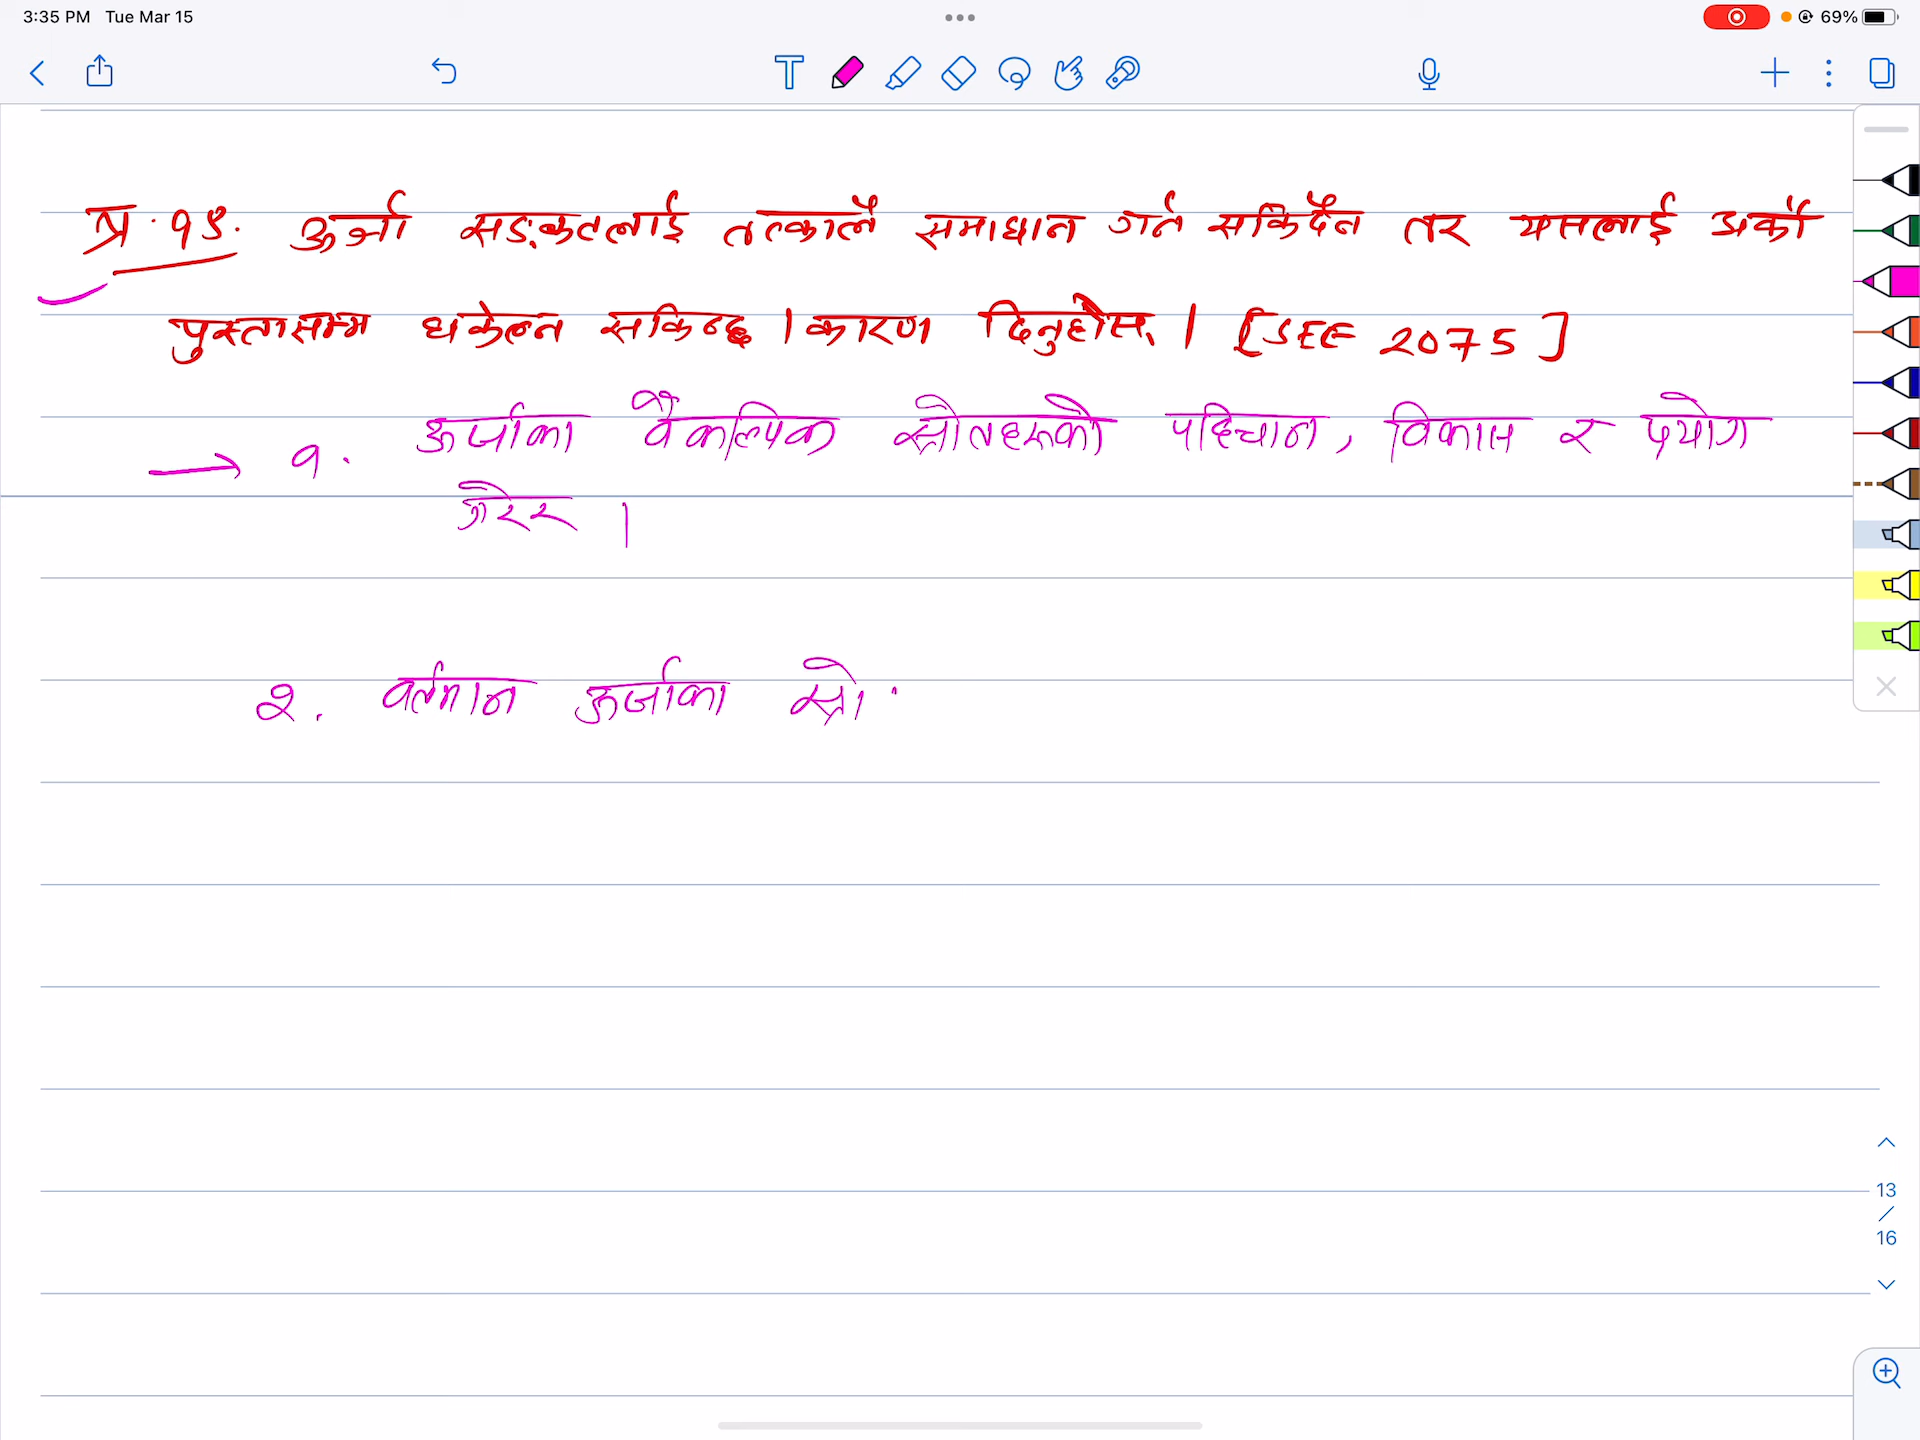 3:35 PM Tue Mar 15
69%
प्र. १९. ऊर्जा सङ्कटलाई तत्कालै समाधान गर्न सकिदैन तर यसलाई अर्को
पुस्तासम्म धकेल्न सकिन्छ । कारण दिनुहोस् । [SEE 2075]
→ १. ऊर्जाका वैकल्पिक स्रोतहरूको पहिचान, विकास र प्रयोग
गरेर ।
२. वर्तमान ऊर्जाका स्रो
13
/
16